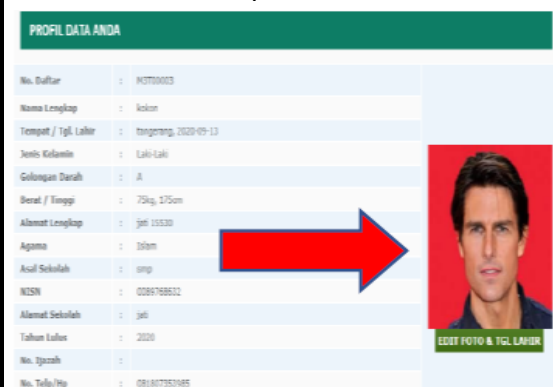 PROFIL DATA ANDA
No. Daftar : M3T00003
Nama Lengkap : kokon
Tempat / Tgl. Lahir : tangerang, 2020-09-13
Jenis Kelamin : Laki-Laki
Golongan Darah : A
Berat / Tinggi : 75kg, 175cm
Alamat Lengkap : jati 15530
Agama : Islam
Asal Sekolah : smp
NISN :
Alamat Sekolah : jati
Tahun Lulus : 2020
No. Ijazah :
No. Telp/Hp : 081807352985
EDIT FOTO & TGL LAHIR